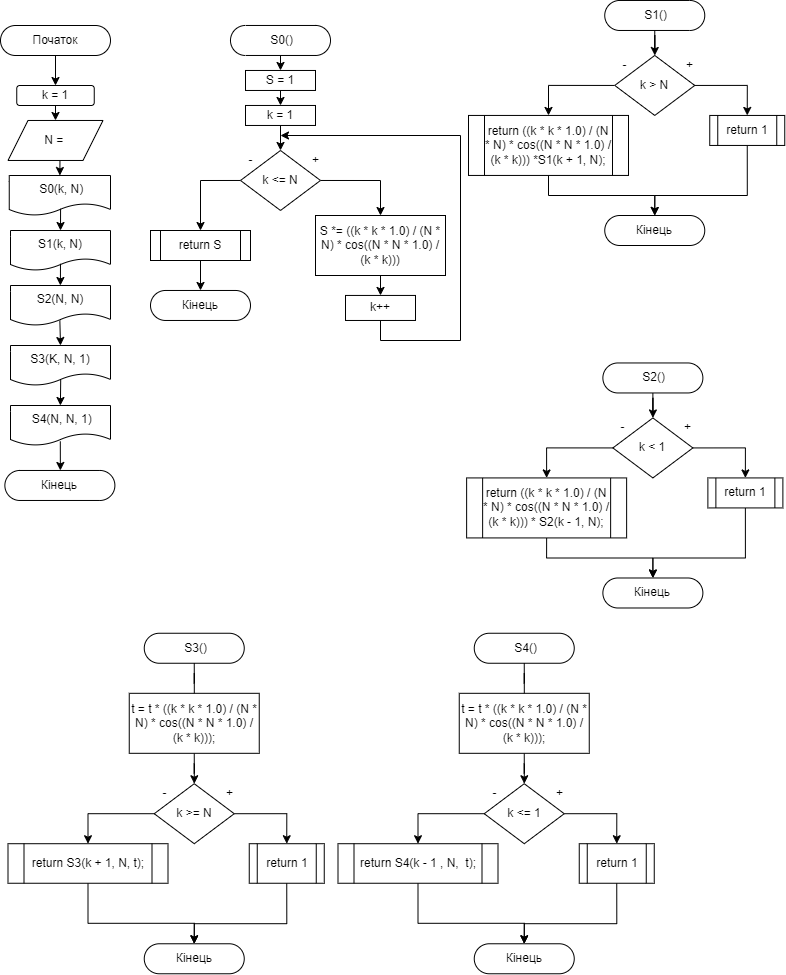 Початок
k = 1
N =
S0(k, N)
S1(k, N)
S2(N, N)
S3(K, N, 1)
S4(N, N, 1)
Кінець
S0()
S = 1
k = 1
-
+
k <= N
return S
S *= ((k * k * 1.0) / (N *
N) * cos((N * N * 1.0) /
(k * k)))
Кінець
k++
S1()
-
+
k > N
return ((k * k * 1.0) / (N
* N) * cos((N * N * 1.0) /
(k * k))) *S1(k + 1, N);
return 1
Кінець
S2()
-
+
k < 1
return ((k * k * 1.0) / (N
* N) * cos((N * N * 1.0) /
(k * k))) * S2(k - 1, N);
return 1
Кінець
S3()
t = t * ((k * k * 1.0) / (N *
N) * cos((N * N * 1.0) /
(k * k)));
-
+
k >= N
return S3(k + 1, N, t);
return 1
Кінець
S4()
t = t * ((k * k * 1.0) / (N *
N) * cos((N * N * 1.0) /
(k * k)));
-
+
k <= 1
return S4(k - 1 , N, t);
return 1
Кінець